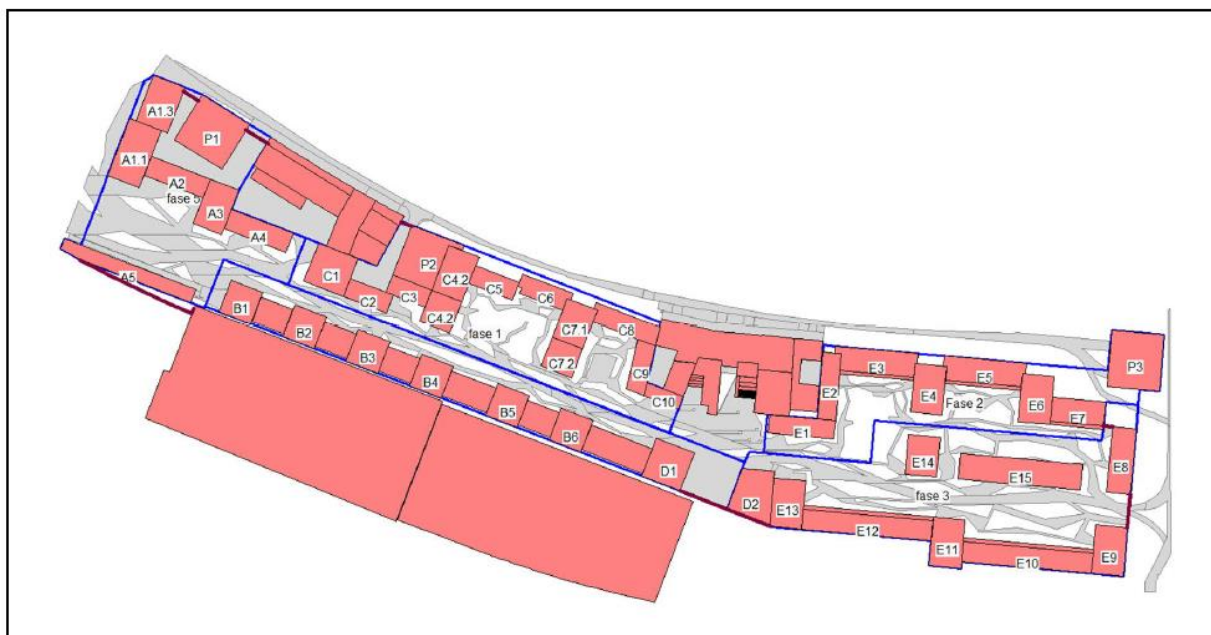 A1.3
P1
A1.1
A2
fase 5
A3
A4
A5
C1
C2
P2
C3
C4.2
C4.2
C5
C6
fase 1
C7.1
C7.2
C8
C9
C10
B1
B2
B3
B4
B5
B6
D1
D2
E1
E2
E3
E4
E5
Fase 2
E6
E7
P3
E8
E14
E15
fase 3
E13
E12
E11
E10
E9